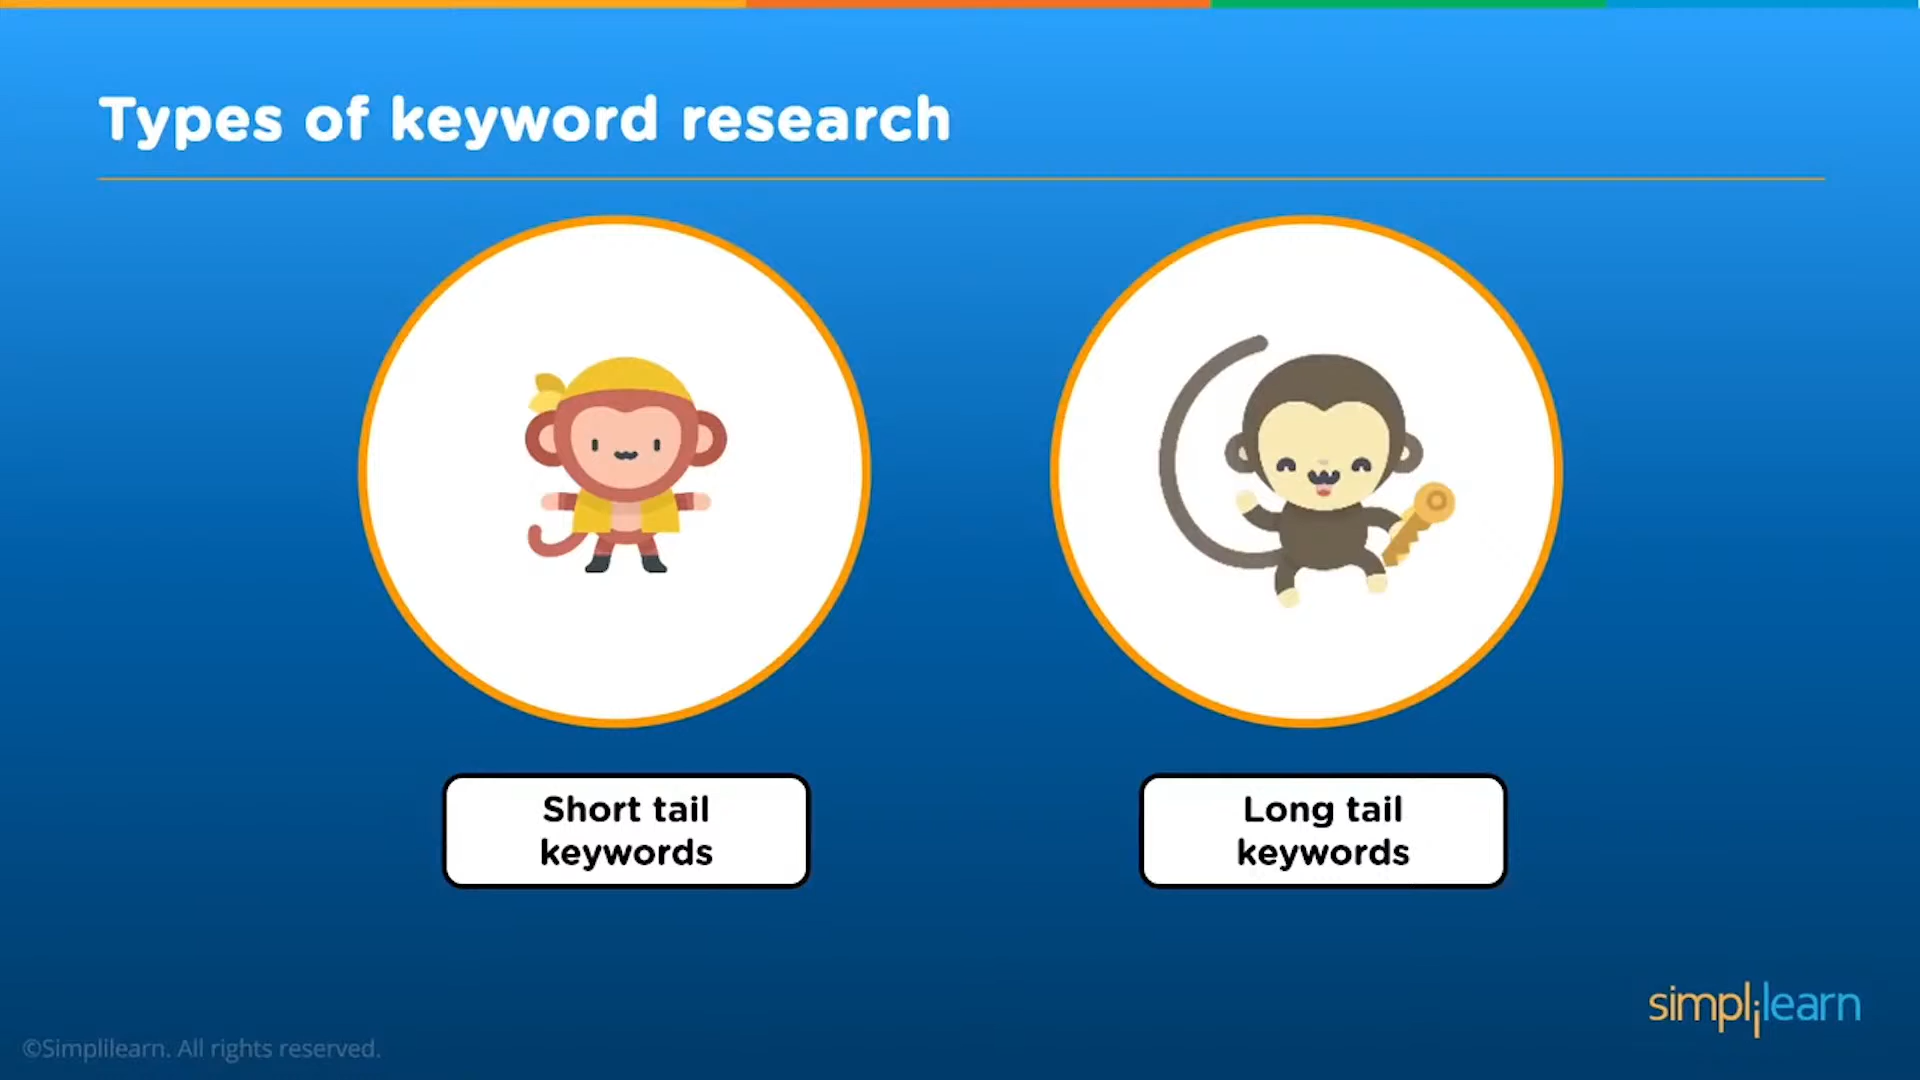 Types of keyword research
Short tail
keywords
Long tail
keywords
simplilearn
©Simplilearn. All rights reserved.